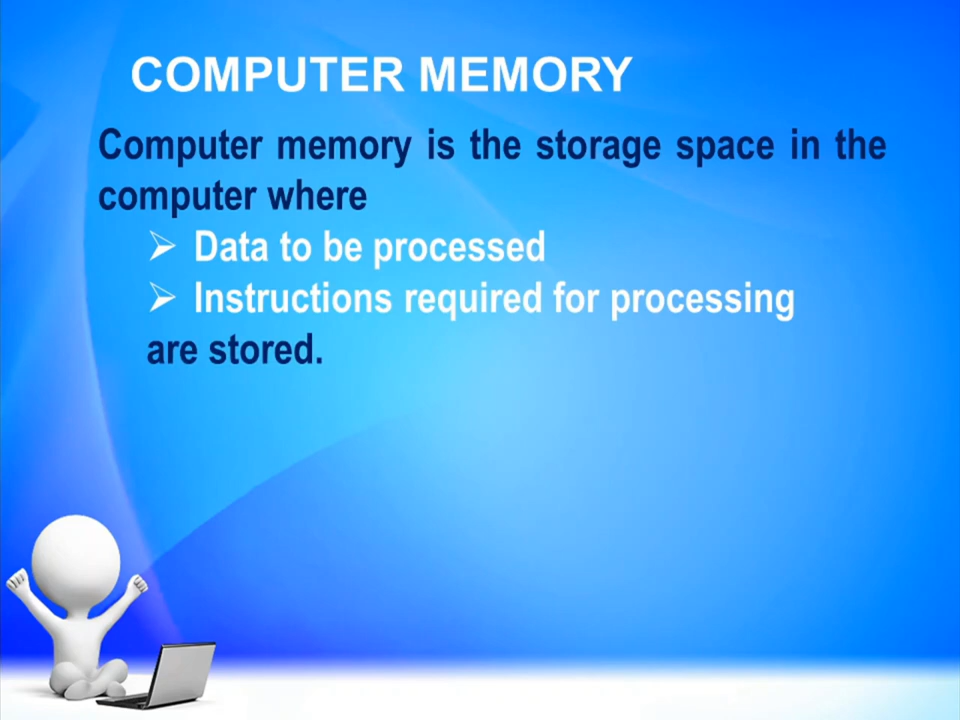 COMPUTER MEMORY
Computer memory is the storage space in the
computer where
➢ Data to be processed
➢ Instructions required for processing
are stored.